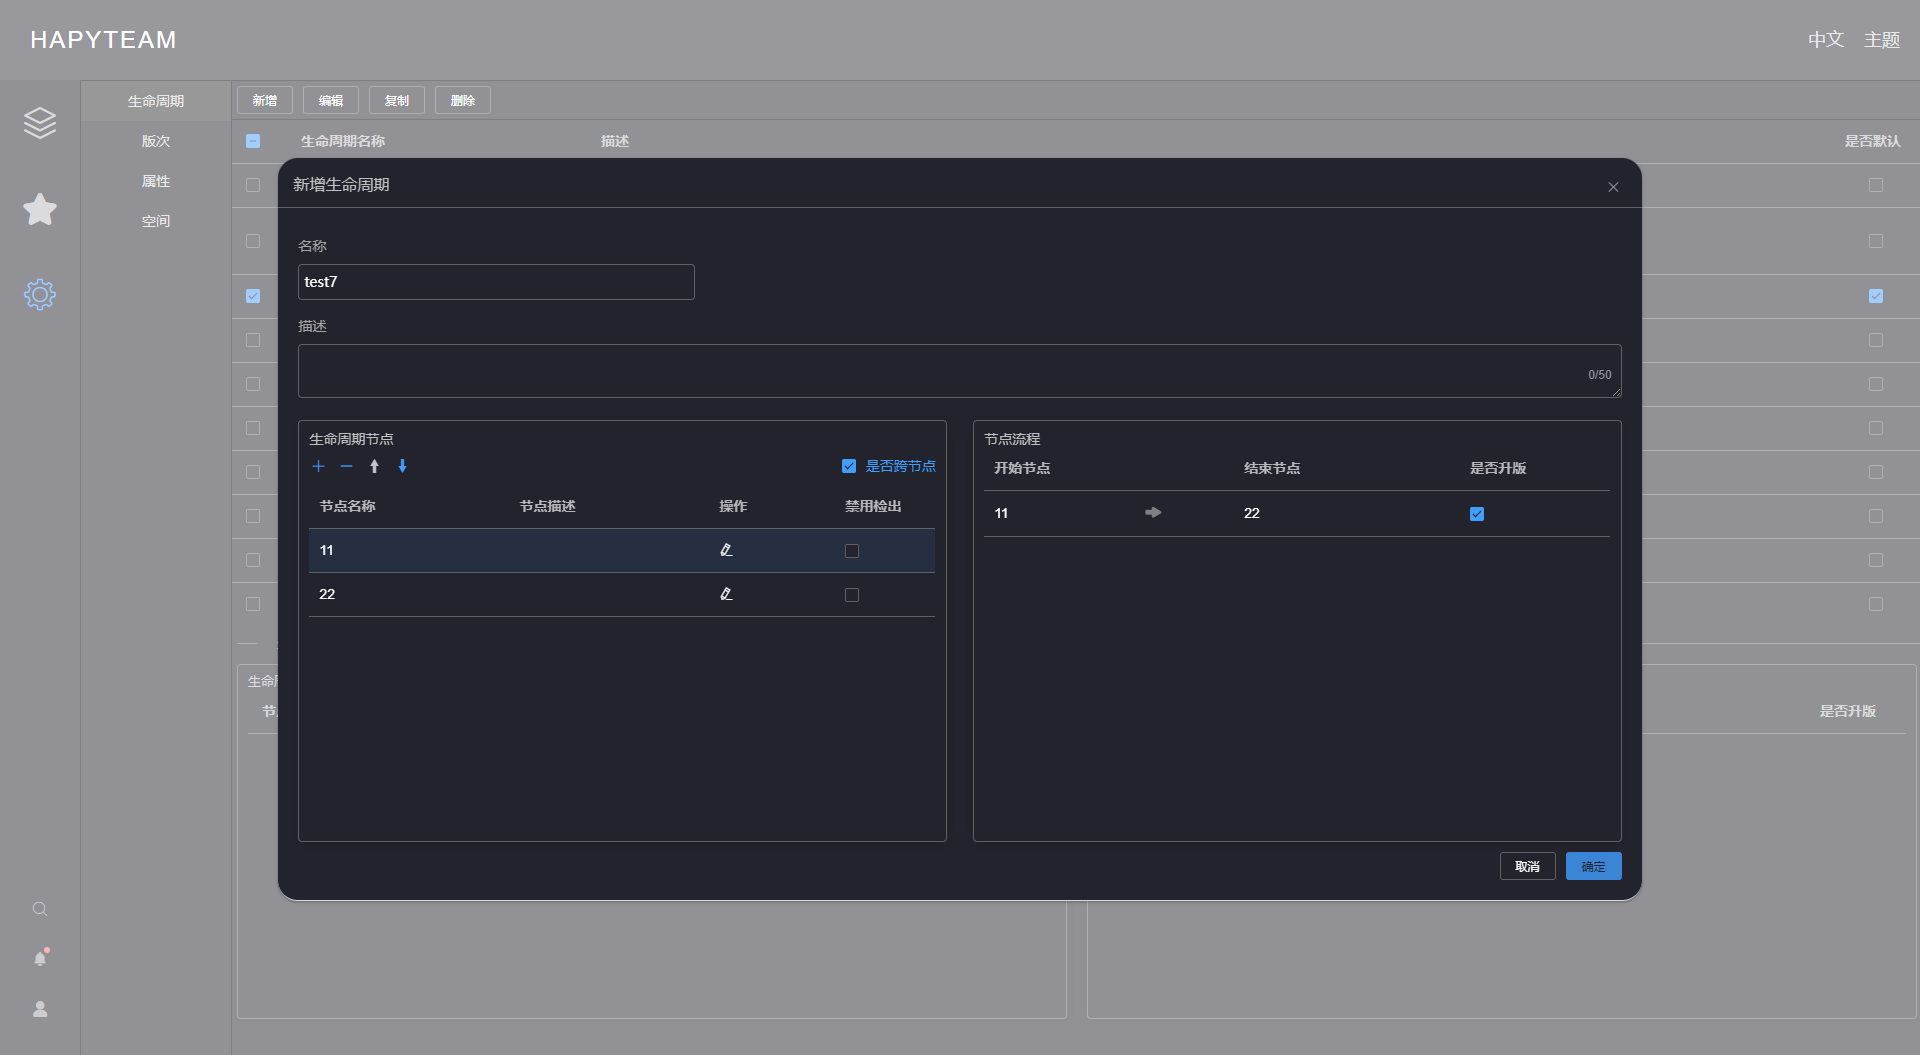 HAPYTEAM
中文 主题
生命周期
版次
属性
空间
新增 编辑 复制 删除
生命周期名称 描述 是否默认
新增生命周期
名称
test7
描述
0/50
生命周期节点
是否跨节点
节点名称 节点描述 操作 禁用检出
11
22
节点流程
开始节点 结束节点 是否升版
11 22
取消 确定
生命
节
是否升版